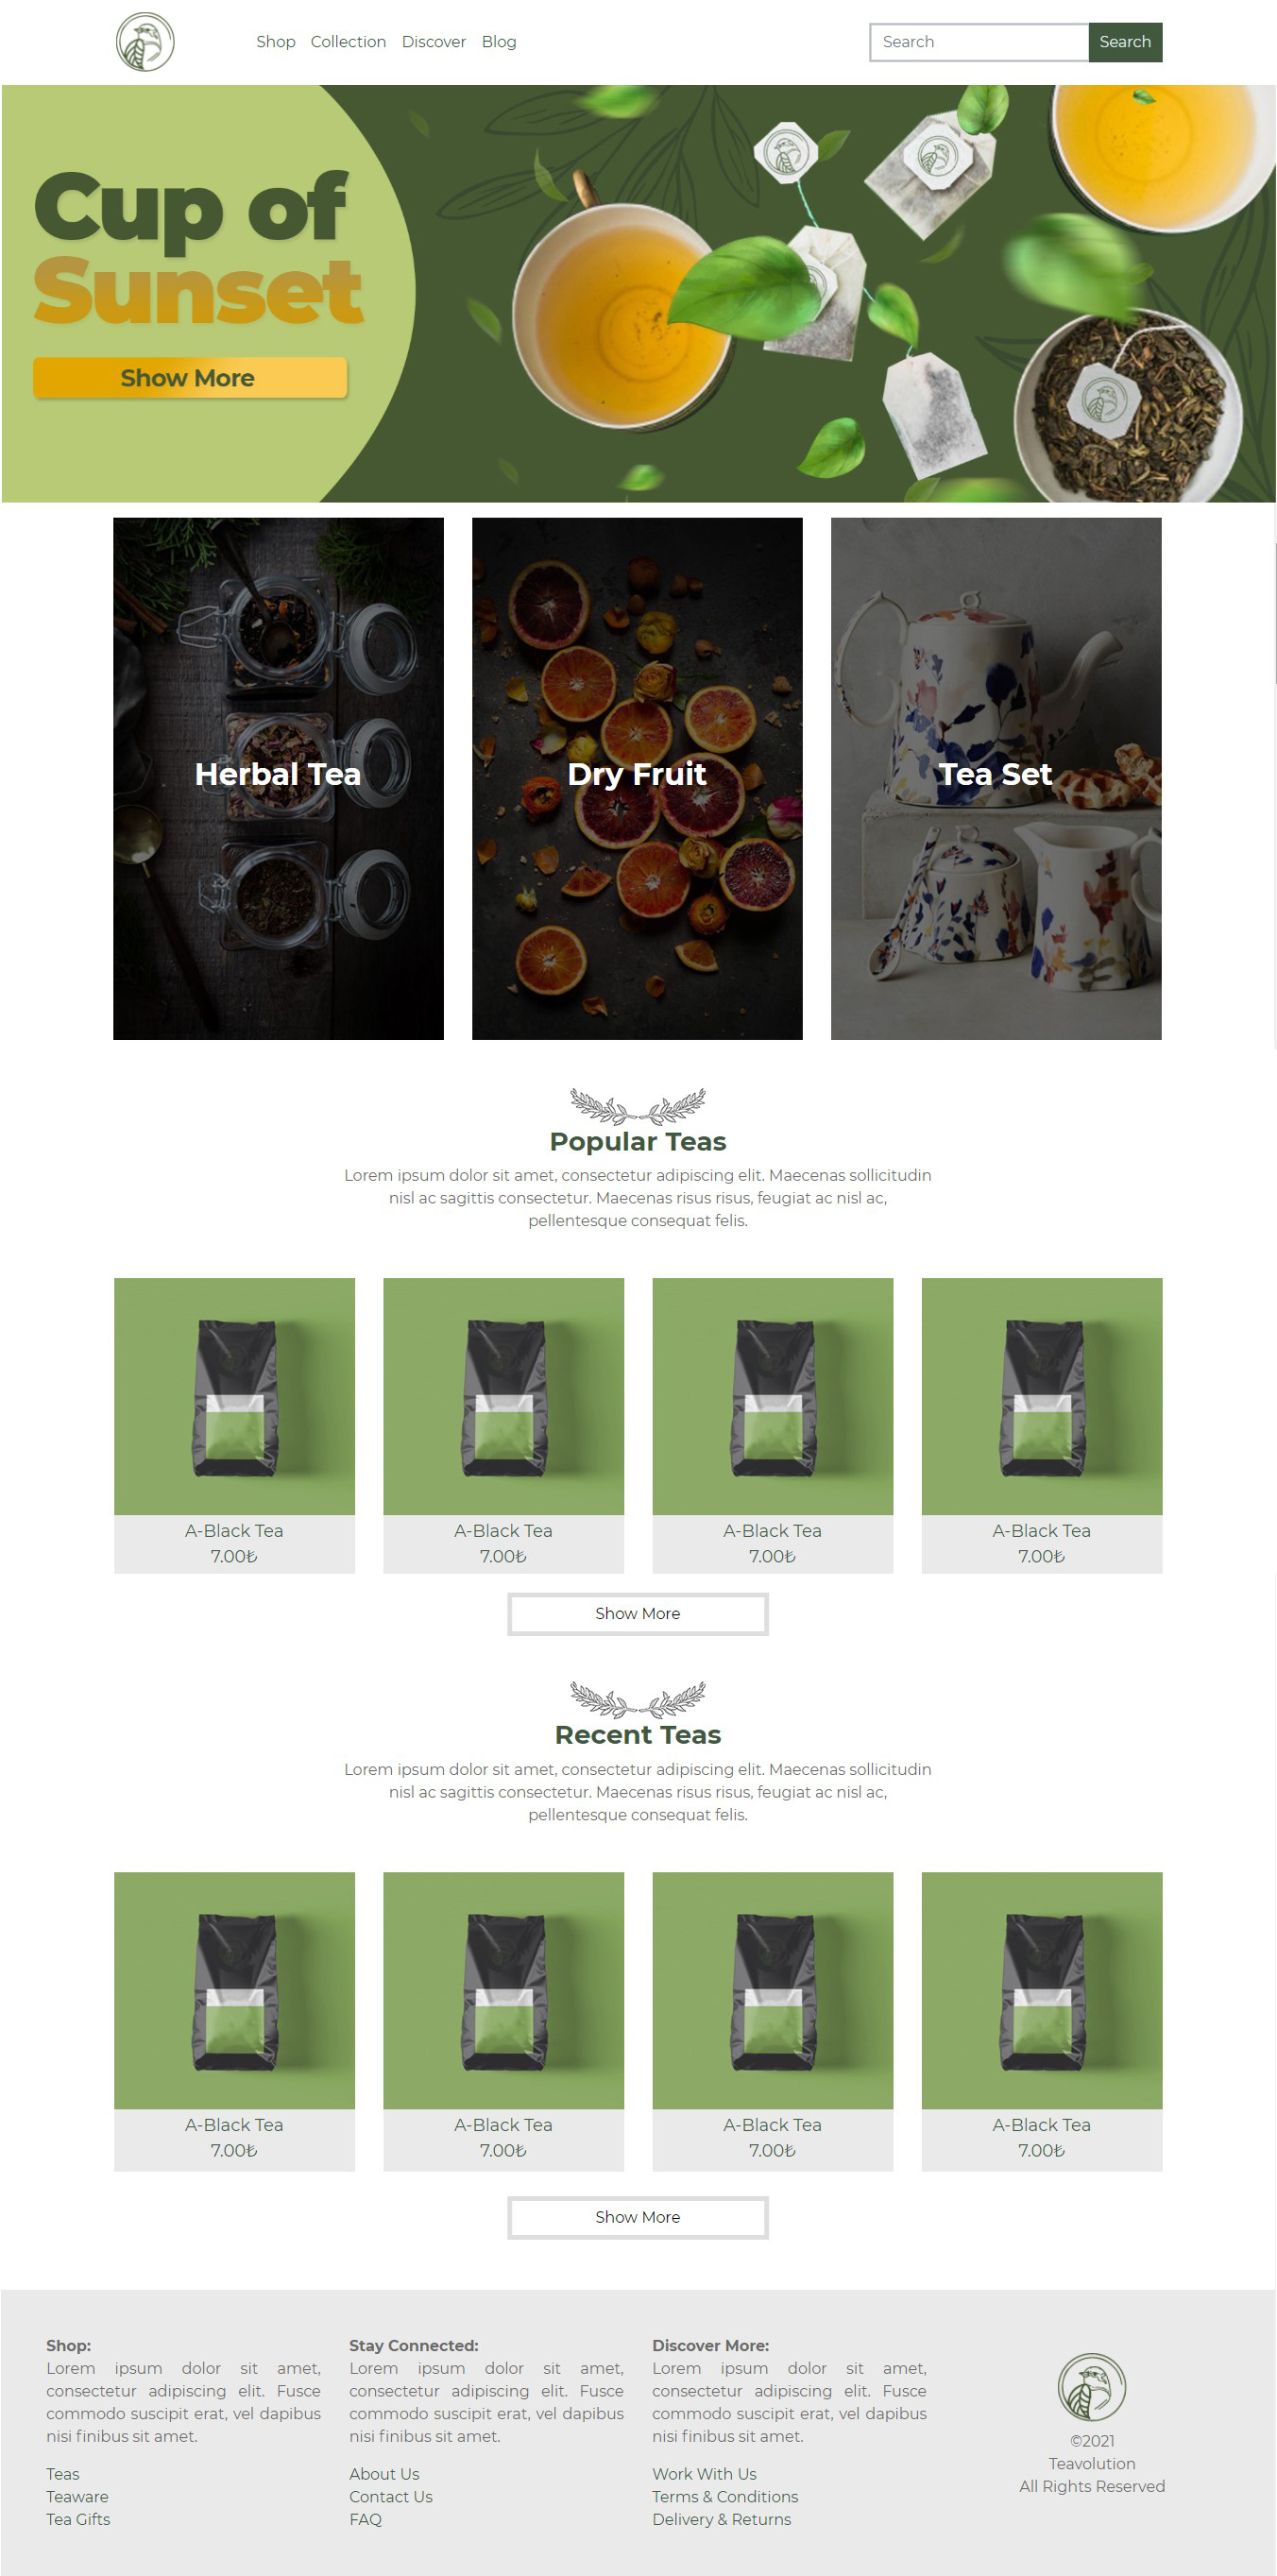 Shop Collection Discover Blog
Search Search
Cup of
Sunset
Show More
Herbal Tea
Dry Fruit
Tea Set
Popular Teas
Lorem ipsum dolor sit amet, consectetur adipiscing elit. Maecenas sollicitudin
nisl ac sagittis consectetur. Maecenas risus risus, feugiat ac nisl ac,
pellentesque consequat felis.
A-Black Tea
7.00₺
A-Black Tea
7.00₺
A-Black Tea
7.00₺
A-Black Tea
7.00₺
Show More
Recent Teas
Lorem ipsum dolor sit amet, consectetur adipiscing elit. Maecenas sollicitudin
nisl ac sagittis consectetur. Maecenas risus risus, feugiat ac nisl ac,
pellentesque consequat felis.
A-Black Tea
7.00₺
A-Black Tea
7.00₺
A-Black Tea
7.00₺
A-Black Tea
7.00₺
Show More
Shop:
Lorem ipsum dolor sit amet,
consectetur adipiscing elit. Fusce
commodo suscipit erat, vel dapibus
nisi finibus sit amet.
Teas
Teaware
Tea Gifts
Stay Connected:
Lorem ipsum dolor sit amet,
consectetur adipiscing elit. Fusce
commodo suscipit erat, vel dapibus
nisi finibus sit amet.
About Us
Contact Us
FAQ
Discover More:
Lorem ipsum dolor sit amet,
consectetur adipiscing elit. Fusce
commodo suscipit erat, vel dapibus
nisi finibus sit amet.
Work With Us
Terms & Conditions
Delivery & Returns
©2021
Teavolution
All Rights Reserved